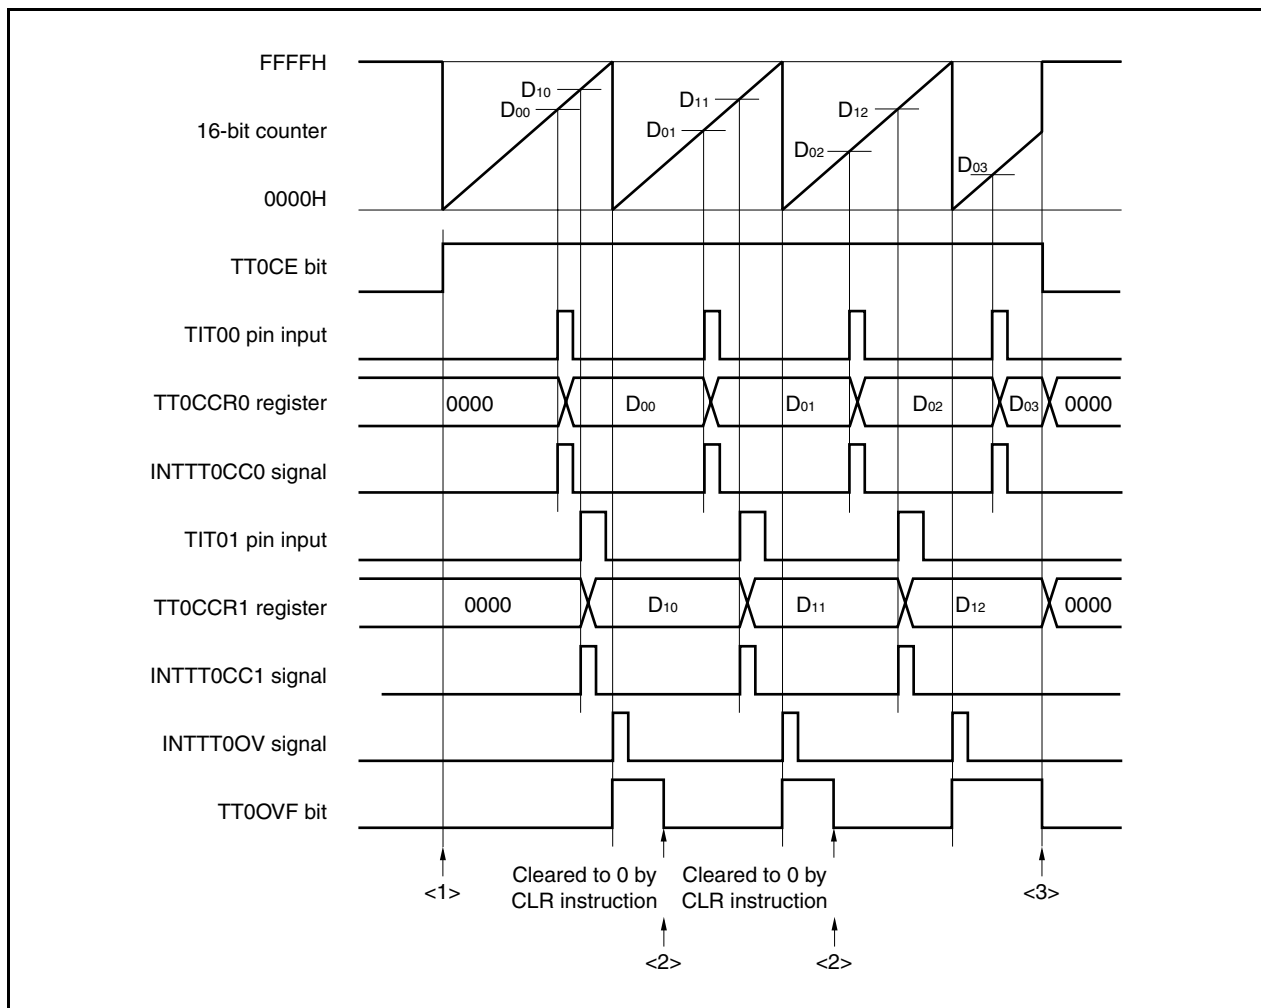 FFFFH
D10
D00
D11
D01
D12
D02
D03
16-bit counter
0000H
TT0CE bit
TIT00 pin input
TT0CCR0 register
0000
D00
D01
D02
D03
0000
INTTT0CC0 signal
TIT01 pin input
TT0CCR1 register
0000
D10
D11
D12
0000
INTTT0CC1 signal
INTTT0OV signal
TT0OVF bit
<1>
Cleared to 0 by
CLR instruction
<2>
Cleared to 0 by
CLR instruction
<2>
<3>